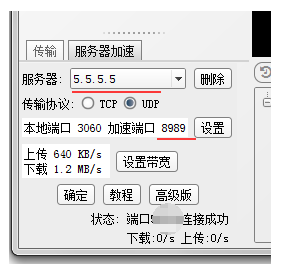 传输 服务器加速
服务器: 5.5.5.5 删除
传输协议: TCP UDP
本地端口 3060 加速端口 8989 设置
上传 640 KB/s
下载 1.2 MB/s 设置带宽
确定 教程 高级版
状态: 端口 连接成功
下载:0/s 上传:0/s